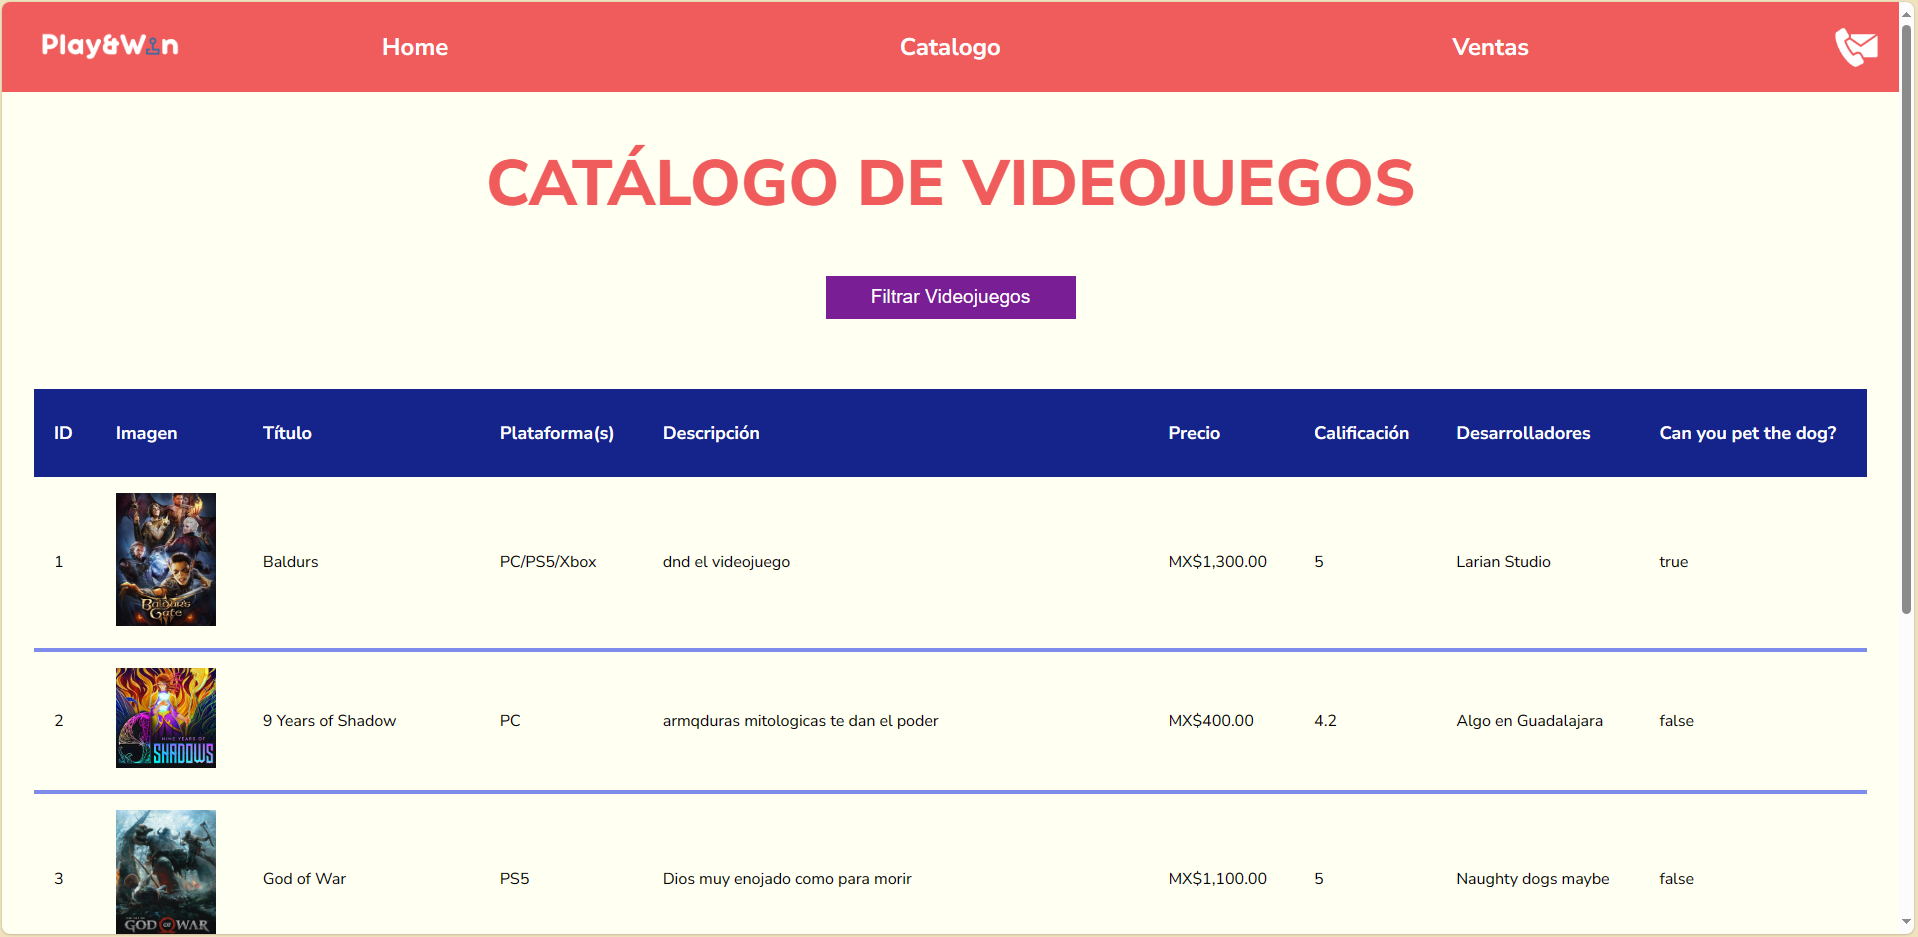 Play&Win
Home
Catalogo
Ventas
CATÁLOGO DE VIDEOJUEGOS
Filtrar Videojuegos
ID Imagen Título Plataforma(s) Descripción Precio Calificación Desarrolladores Can you pet the dog?
Baldur's
Gate
1 Baldurs PC/PS5/Xbox dnd el videojuego MX$1,300.00 5 Larian Studio true
NINE YEARS OF
SHADOWS
2 9 Years of Shadow PC armqduras mitologicas te dan el poder MX$400.00 4.2 Algo en Guadalajara false
3 God of War PS5 Dios muy enojado como para morir MX$1,100.00 5 Naughty dogs maybe false
GOD OF WAR